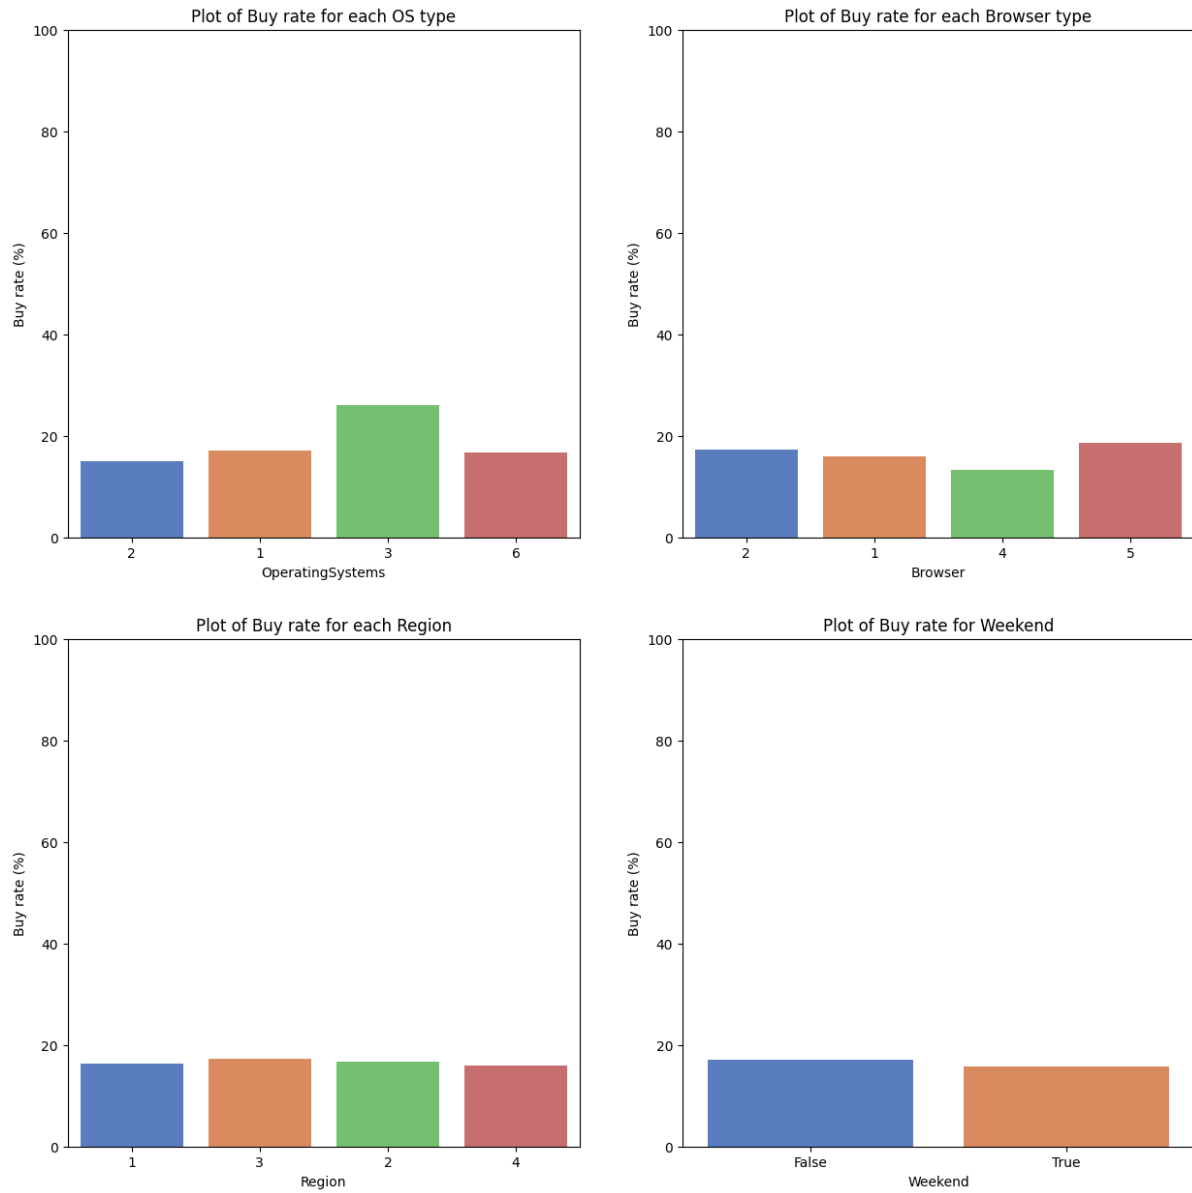 Plot of Buy rate for each OS type
100
80
60
40
20
0
Buy rate (%)
2 1 3 6
OperatingSystems
Plot of Buy rate for each Browser type
100
80
60
40
20
0
Buy rate (%)
2 1 4 5
Browser
Plot of Buy rate for each Region
100
80
60
40
20
0
Buy rate (%)
1 3 2 4
Region
Plot of Buy rate for Weekend
100
80
60
40
20
0
Buy rate (%)
False True
Weekend